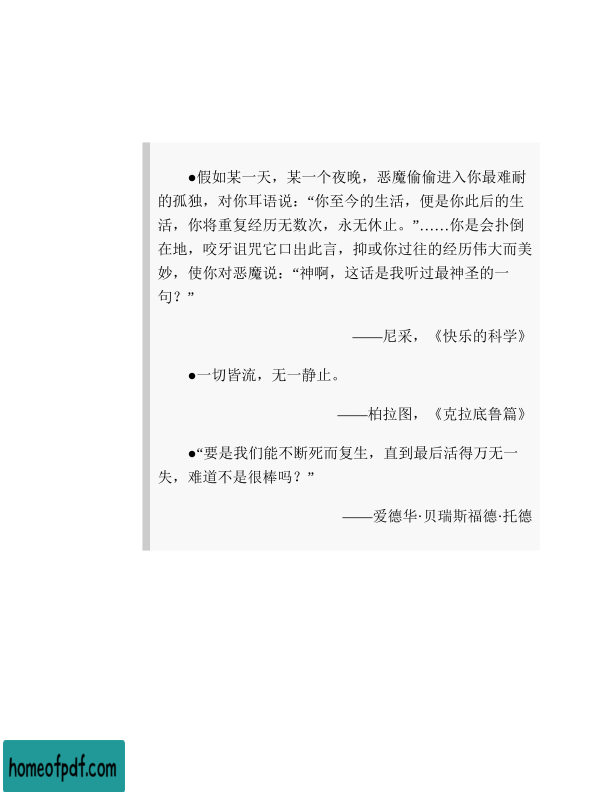 ●假如某一天，某一个夜晚，恶魔偷偷进入你最难耐
的孤独，对你耳语说：“你至今的生活，便是你此后的生
活，你将重复经历无数次，永无休止。”……你是会扑倒
在地，咬牙诅咒它口出此言，抑或你过往的经历伟大而美
妙，使你对恶魔说：“神啊，这话是我听过最神圣的一
句？”
——尼采，《快乐的科学》
●一切皆流，无一静止。
——柏拉图，《克拉底鲁篇》
●“要是我们能不断死而复生，直到最后活得万无一
失，难道不是很棒吗？”
——爱德华·贝瑞斯福德·托德
homeofpdf.com